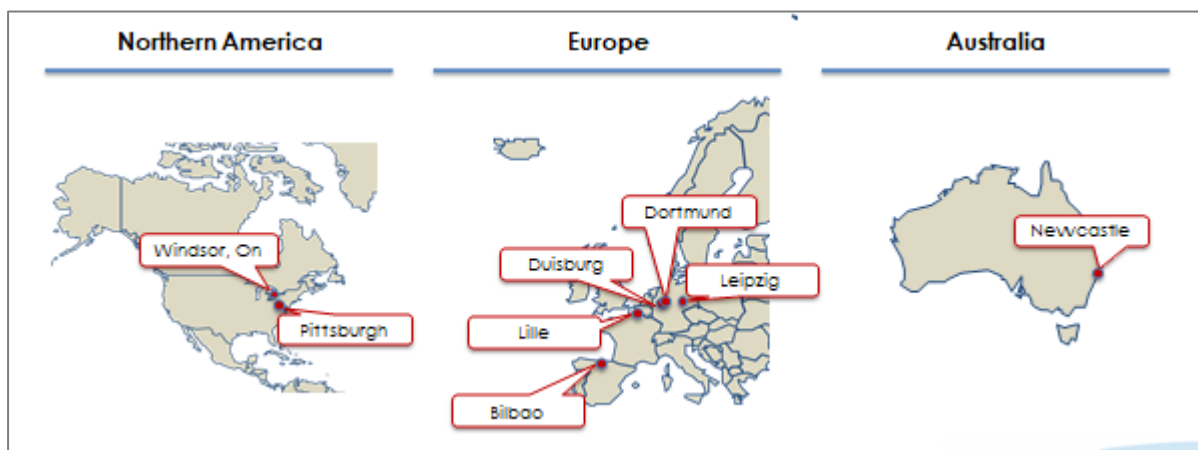 Northern America
Europe
Australia
Windsor, On
Pittsburgh
Dortmund
Duisburg
Leipzig
Lille
Bilbao
Newcastle